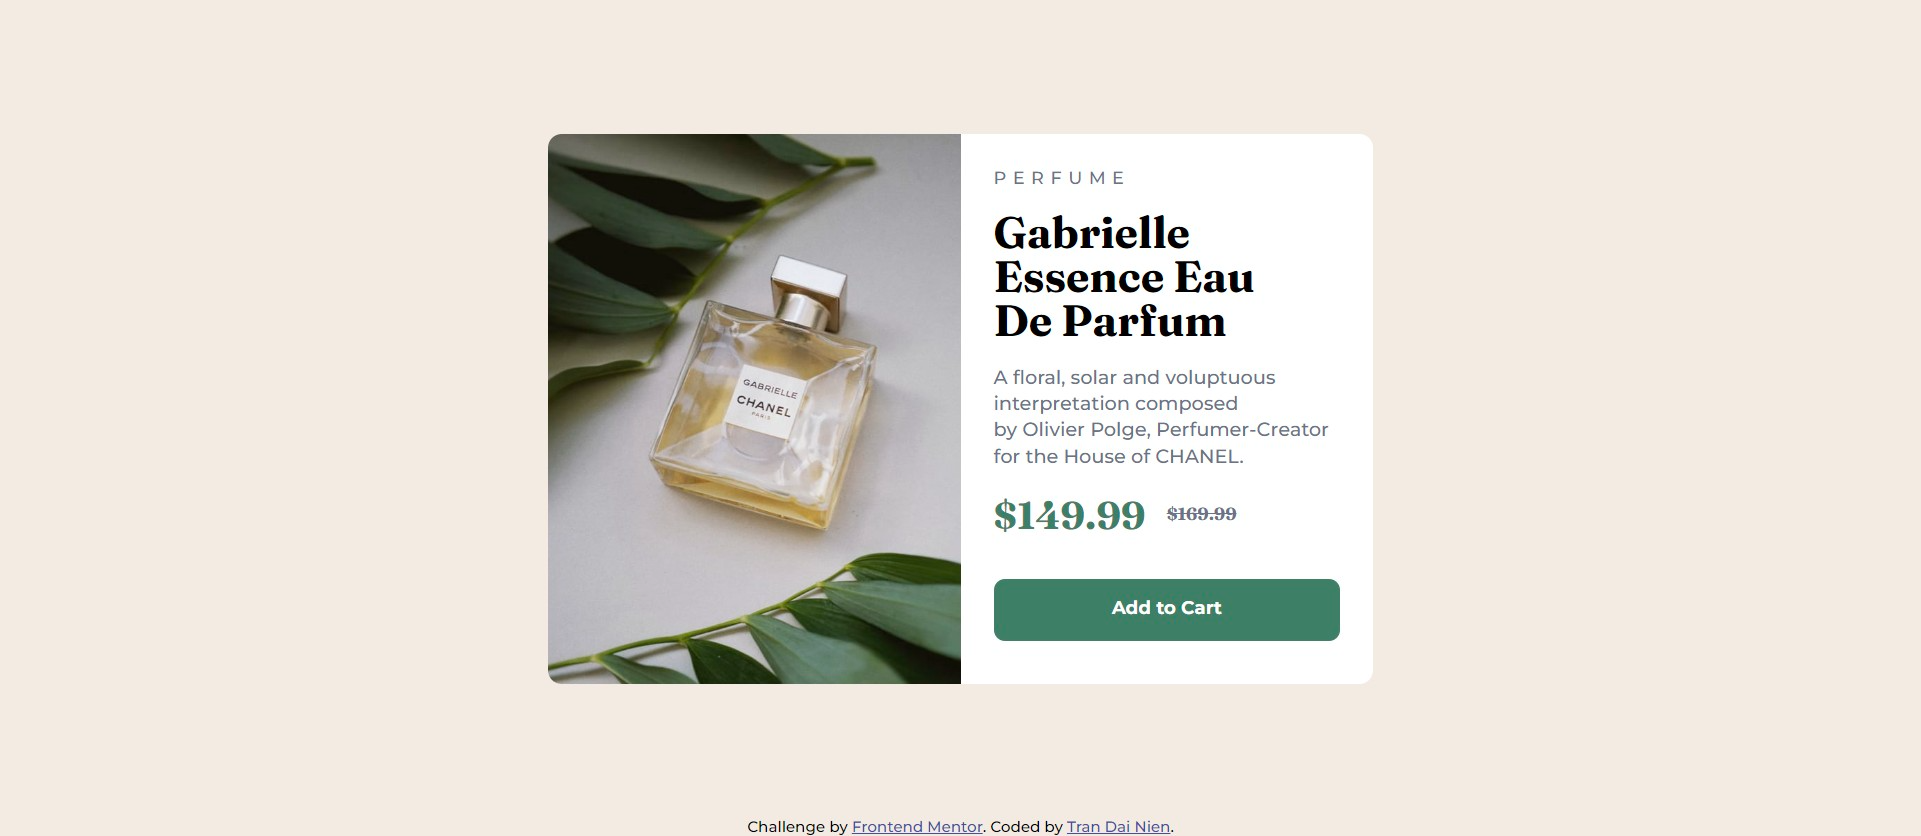 GABRIELLE
CHANEL
PARIS
PERFUME
Gabrielle
Essence Eau
De Parfum
A floral, solar and voluptuous
interpretation composed
by Olivier Polge, Perfumer-Creator
for the House of CHANEL.
$149.99 $169.99
Add to Cart
Challenge by Frontend Mentor. Coded by Tran Dai Nien.